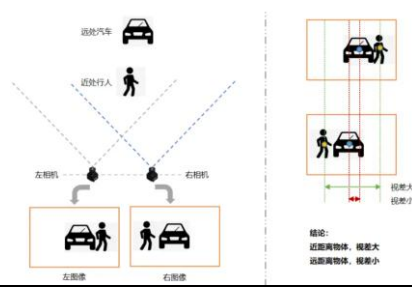 远处汽车
近处行人
左相机
右相机
左图像
右图像
视差大
视差小
结论:
近距离物体，视差大
远距离物体，视差小